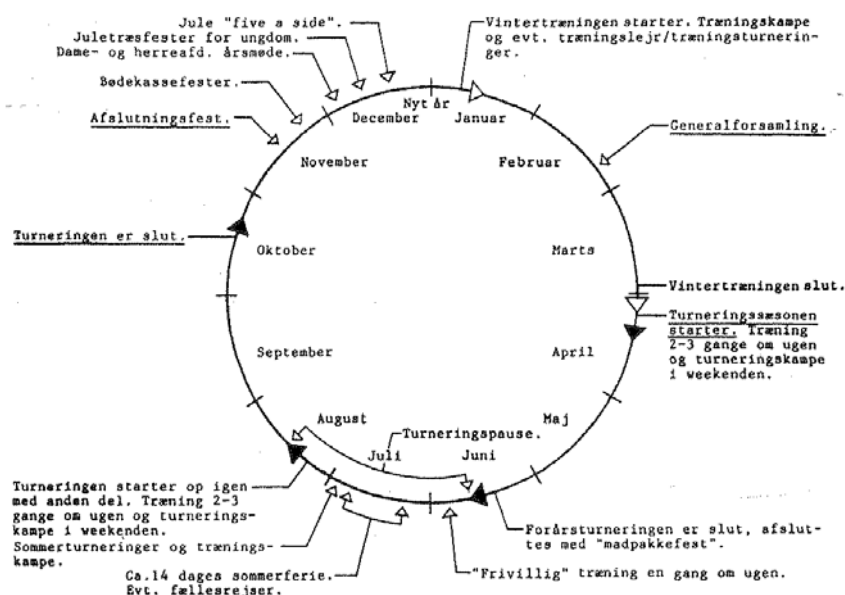 Jule "five a side".
Juletræsfester for ungdom.
Dame- og herreafd. årsmøde.
Bødekassefester.
Afslutningsfest.
Turneringen er slut.
Vintertræningen starter. Træningskampe
og evt. træningslejr/træningsturnerin-
ger.
Generalforsamling.
Vintertræningen slut.
Turneringssæsonen
starter. Træning
2-3 gange om ugen
og turneringskampe
i weekenden.
Nyt år
December
Januar
November
Februar
Oktober
Marts
September
April
August
Maj
Turneringspause.
Juli
Juni
Turneringen starter op igen
med anden del. Træning 2-3
gange om ugen og turnerings-
kampe i weekenden.
Sommerturneringer og trænings-
kampe.
Ca.14 dages sommerferie.
Evt. fællesrejser.
Forårsturneringen er slut, afslut-
tes med "madpakkefest".
"Frivillig" træning en gang om ugen.